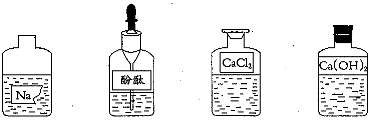 Na
酚酞
CaCl₂
Ca(OH)₂